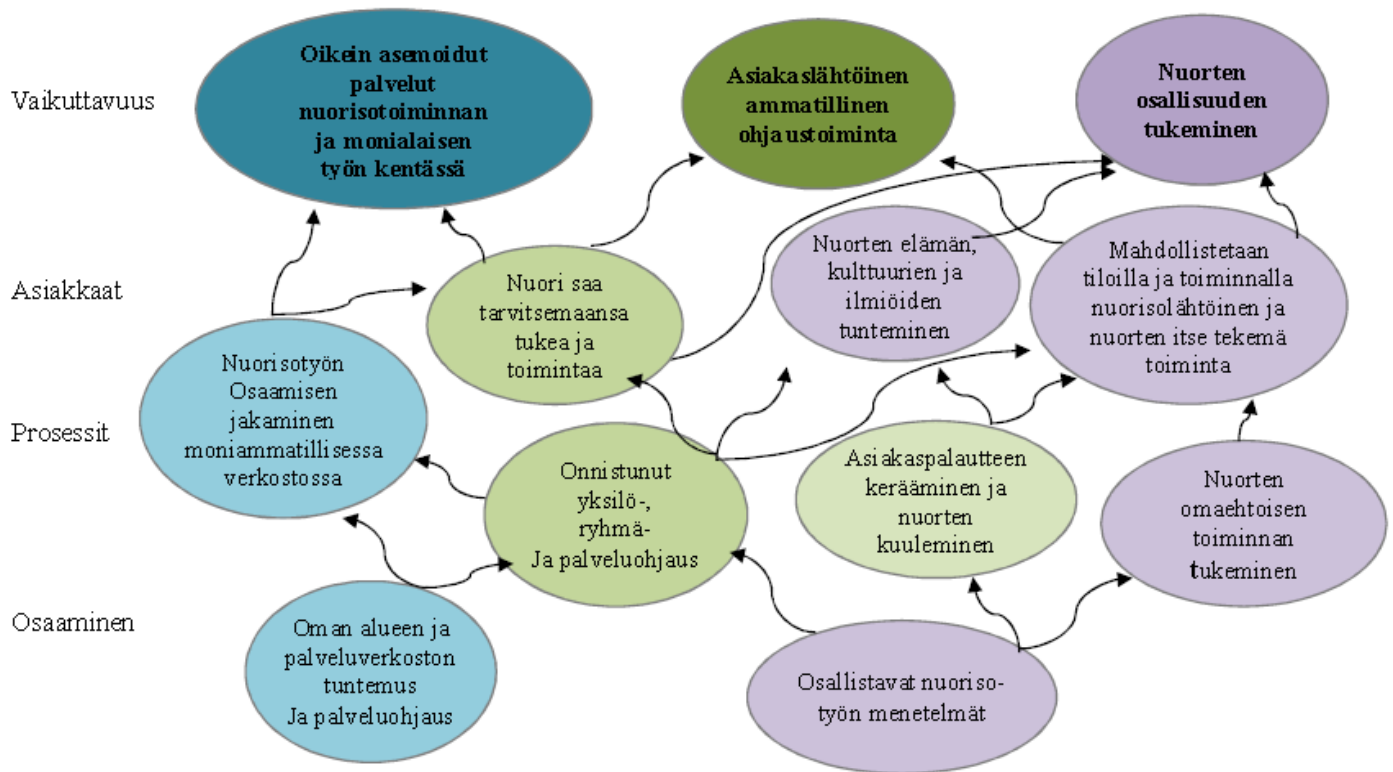 Vaikuttavuus
Oikein asemoidut
palvelut
nuorisotoiminnan
ja monialaisen
työn kentässä
Asiakaslähtöinen
ammatillinen
ohjaustoiminta
Nuorten
osallisuuden
tukeminen
Asiakkaat
Nuori saa
tarvitsemaansa
tukea ja
toimintaa
Nuorten elämän,
kulttuurien ja
ilmiöiden
tunteminen
Mahdollistetaan
tiloilla ja toiminnalla
nuorisolähtöinen ja
nuorten itse tekemä
toiminta
Prosessit
Nuorisotyön
Osaamisen
jakaminen
moniammatillisessa
verkostossa
Onnistunut
yksilö-,
ryhmä-
Ja palveluohjaus
Asiakaspalautteen
kerääminen ja
nuorten
kuuleminen
Nuorten
omaehtoisen
toiminnan
tukeminen
Osaaminen
Oman alueen ja
palveluverkoston
tuntemus
Ja palveluohjaus
Osallistavat nuoriso-
työn menetelmät